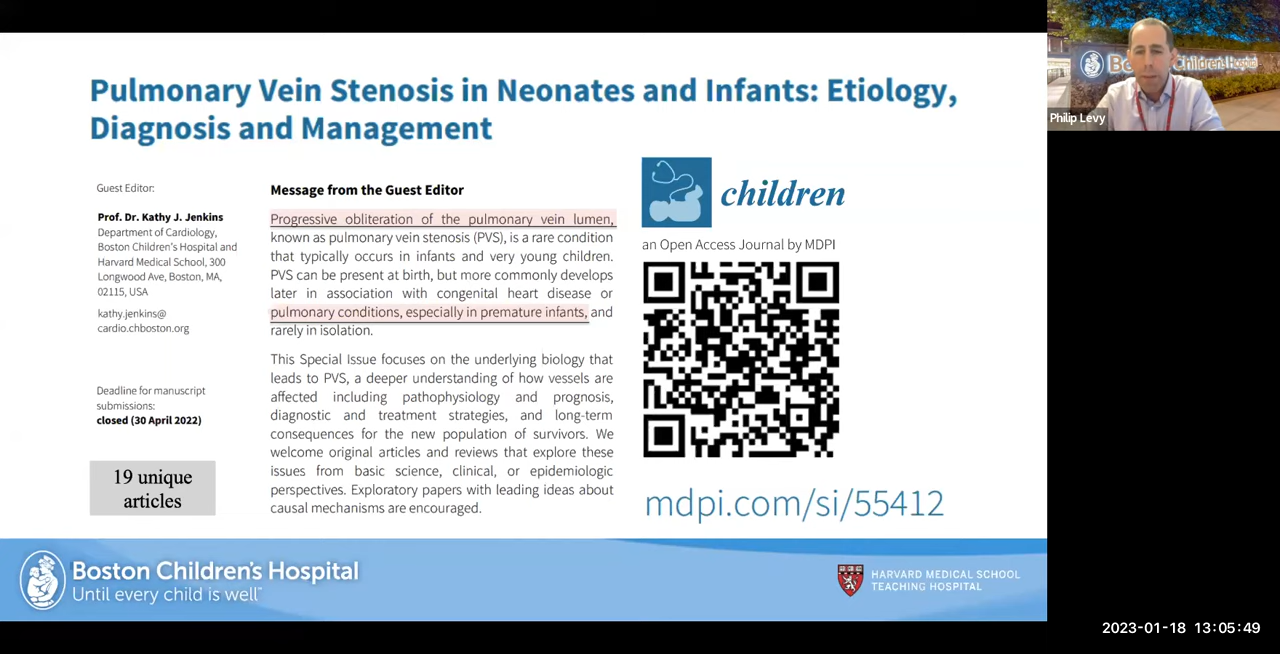 Pulmonary Vein Stenosis in Neonates and Infants: Etiology,
Diagnosis and Management
Guest Editor:
Prof. Dr. Kathy J. Jenkins
Department of Cardiology,
Boston Children's Hospital and
Harvard Medical School, 300
Longwood Ave, Boston, MA,
02115, USA
kathy.jenkins@
cardio.chboston.org
Deadline for manuscript
submissions:
closed (30 April 2022)
19 unique
articles
Message from the Guest Editor
Progressive obliteration of the pulmonary vein lumen,
known as pulmonary vein stenosis (PVS), is a rare condition
that typically occurs in infants and very young children.
PVS can be present at birth, but more commonly develops
later in association with congenital heart disease or
pulmonary conditions, especially in premature infants, and
rarely in isolation.
This Special Issue focuses on the underlying biology that
leads to PVS, a deeper understanding of how vessels are
affected including pathophysiology and prognosis,
diagnostic and treatment strategies, and long-term
consequences for the new population of survivors. We
welcome original articles and reviews that explore these
issues from basic science, clinical, or epidemiologic
perspectives. Exploratory papers with leading ideas about
causal mechanisms are encouraged.
children
an Open Access Journal by MDPI
mdpi.com/si/55412
Boston Children's Hospital
Until every child is well™
HARVARD MEDICAL SCHOOL
TEACHING HOSPITAL
Philip Levy
2023-01-18 13:05:49